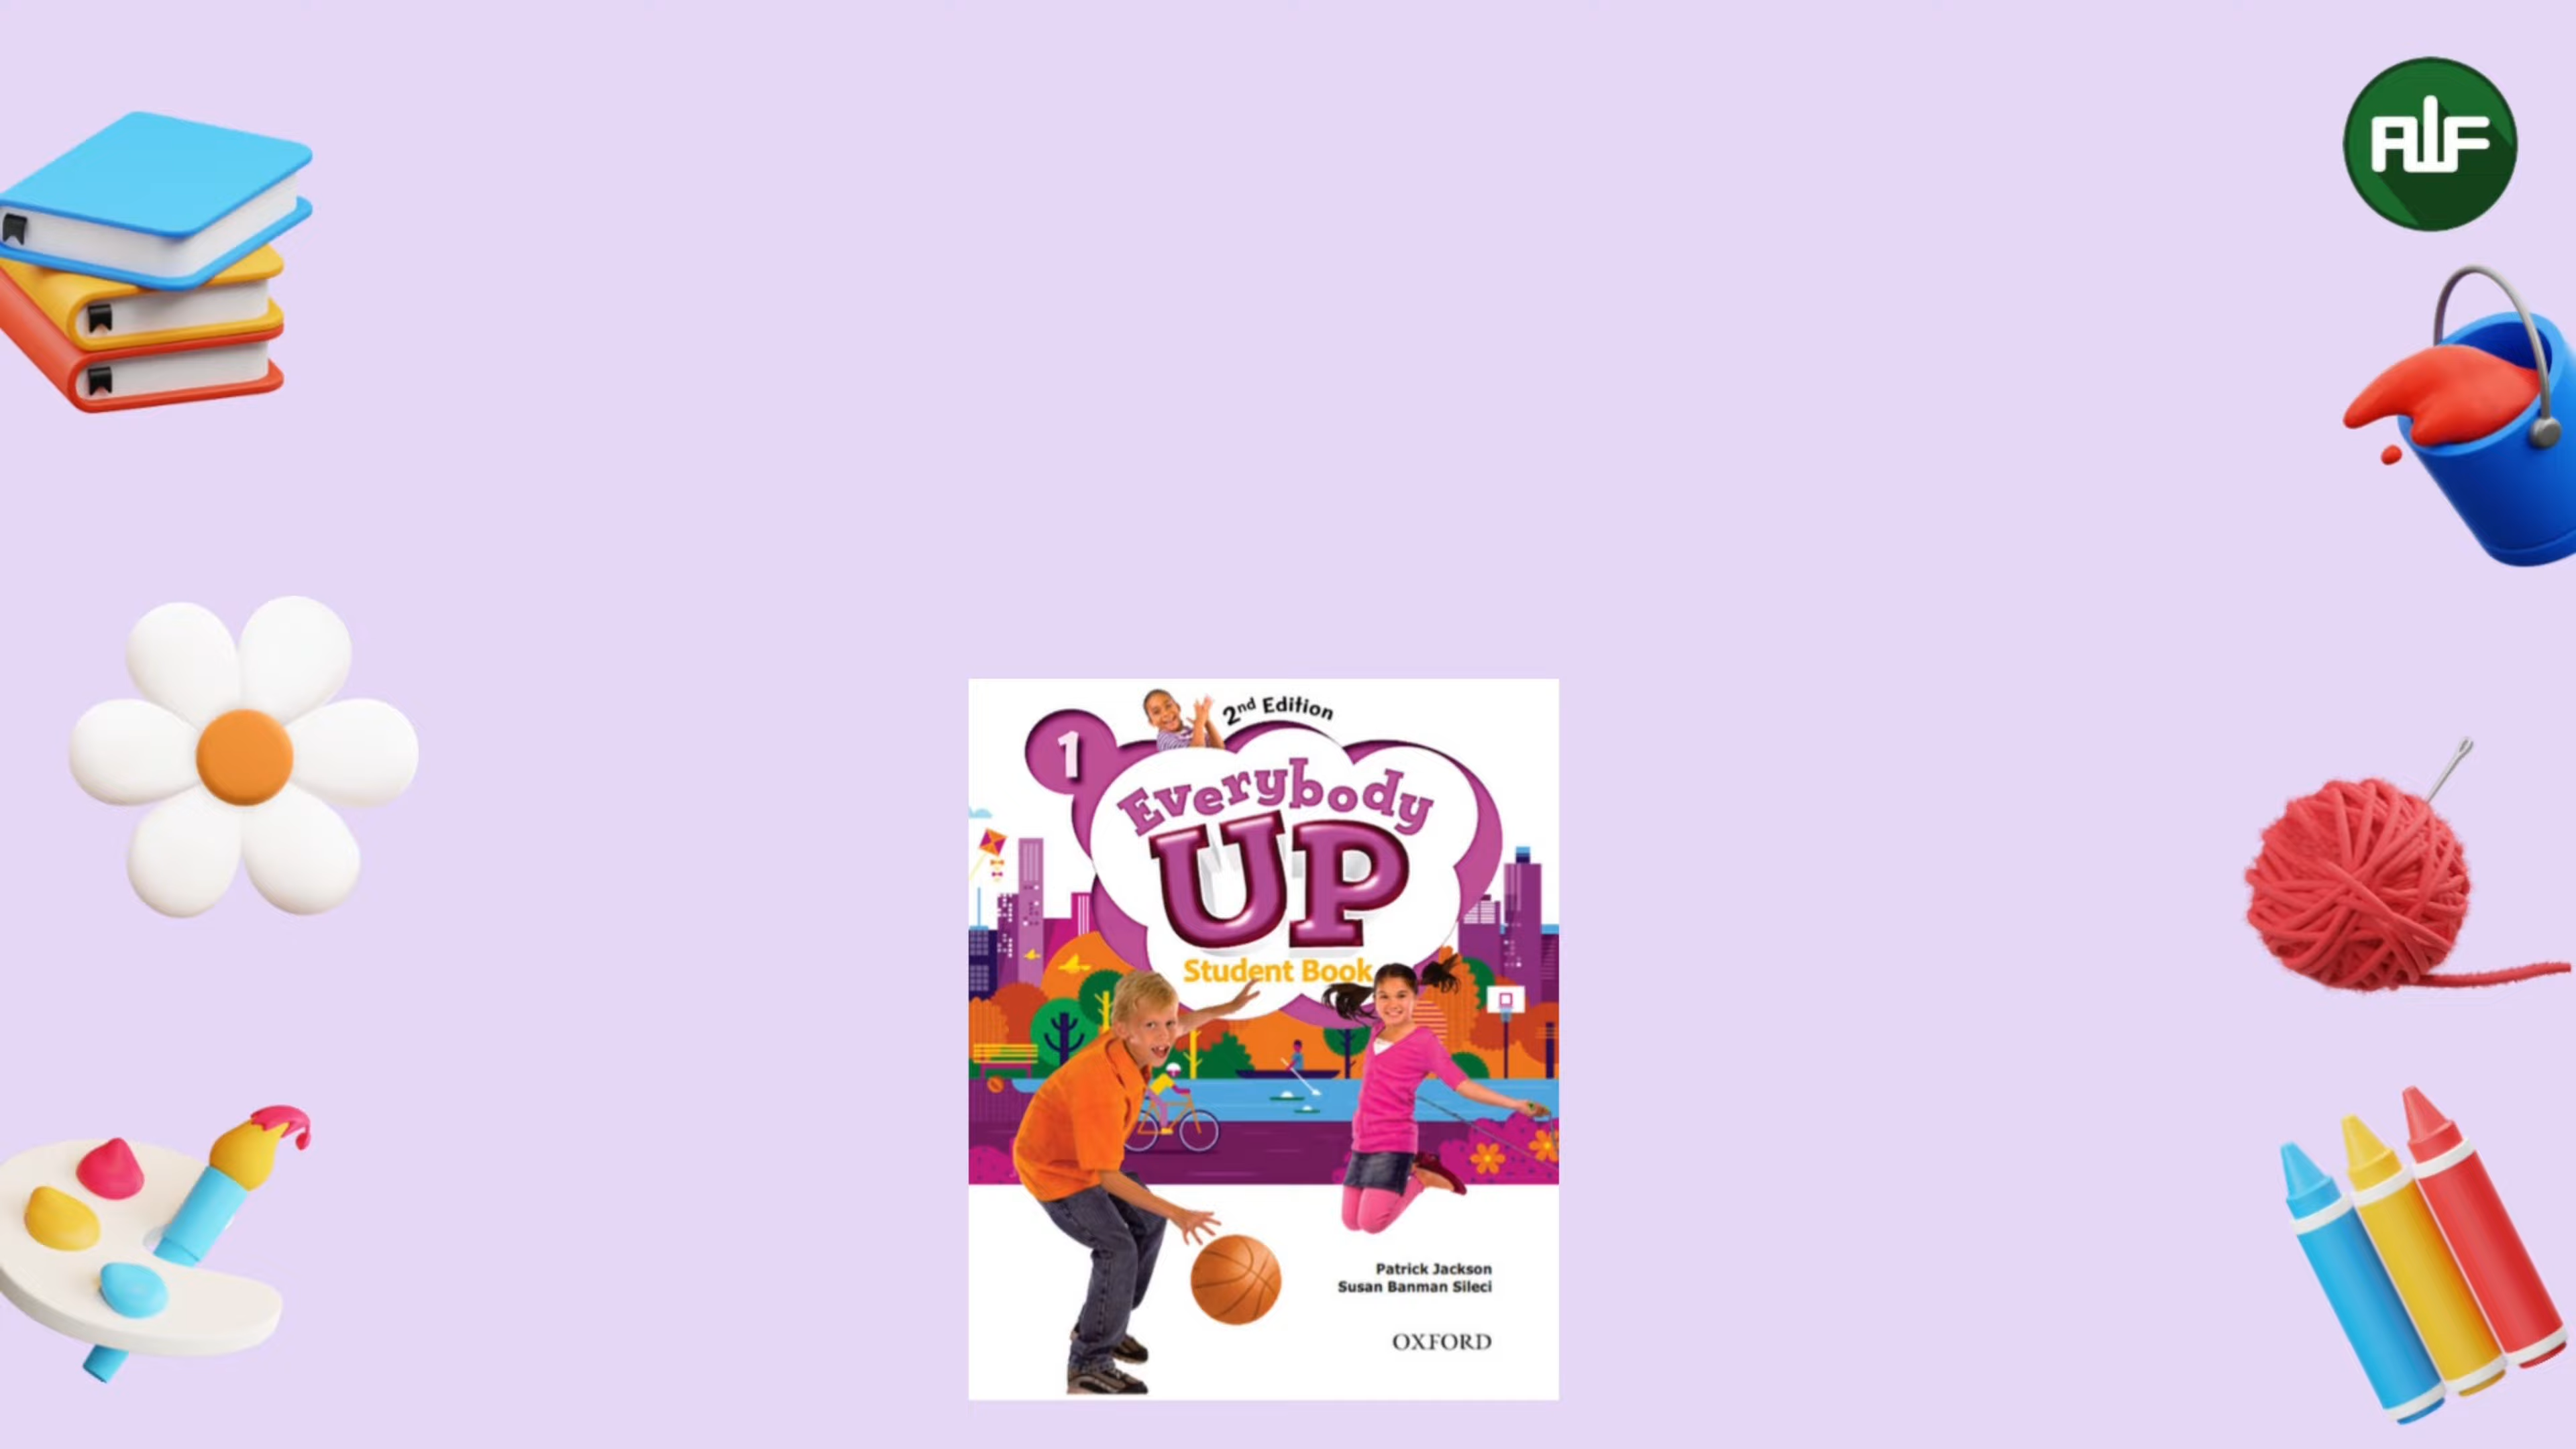 AIF
2nd Edition
1
Everybody
UP
Student Book
Patrick Jackson
Susan Banman Sileci
OXFORD